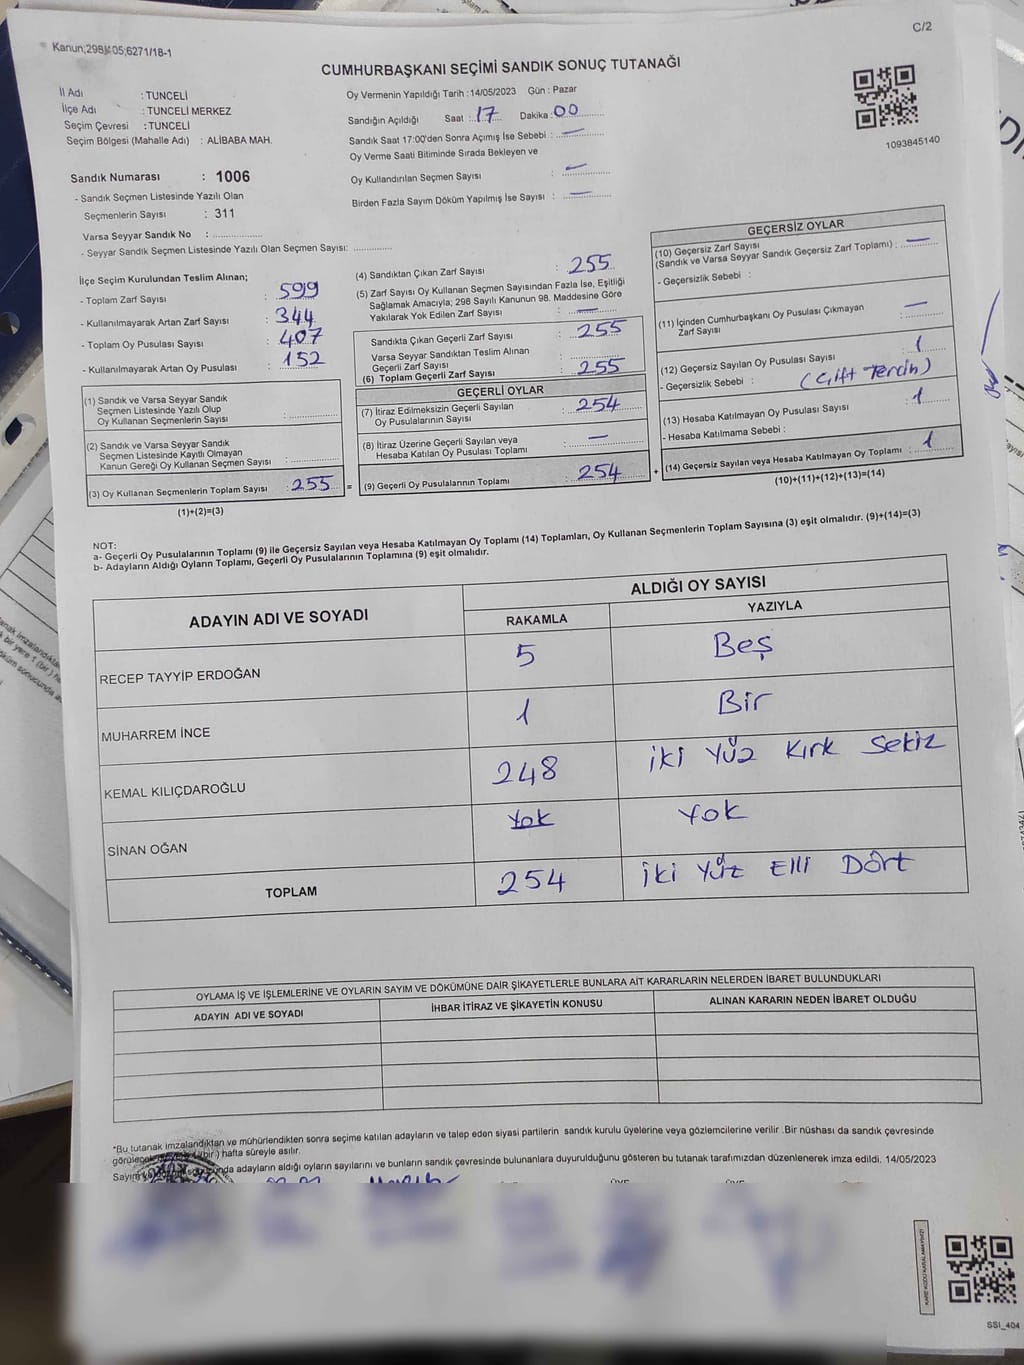 C/2
Kanun;298/ 05;6271/18-1
CUMHURBAŞKANI SEÇİMİ SANDIK SONUÇ TUTANAĞI
İl Adı : TUNCELİ
İlçe Adı : TUNCELİ MERKEZ
Seçim Çevresi : TUNCELİ
Seçim Bölgesi (Mahalle Adı) : ALİBABA MAH.
Oy Vermenin Yapıldığı Tarih :14/05/2023 Gün : Pazar
Sandığın Açıldığı Saat : 17 Dakika : 00
Sandık Saat 17:00'den Sonra Açımış İse Sebebi : —
Oy Verme Saati Bitiminde Sırada Bekleyen ve
Oy Kullandırılan Seçmen Sayısı : —
Birden Fazla Sayım Döküm Yapılmış İse Sayısı : —
1093845140
Sandık Numarası : 1006
- Sandık Seçmen Listesinde Yazılı Olan
Seçmenlerin Sayısı : 311
Varsa Seyyar Sandık No : ..............
- Seyyar Sandık Seçmen Listesinde Yazılı Olan Seçmen Sayısı: ............
İlçe Seçim Kurulundan Teslim Alınan;
- Toplam Zarf Sayısı : 599
- Kullanılmayarak Artan Zarf Sayısı : 344
- Toplam Oy Pusulası Sayısı : 407
- Kullanılmayarak Artan Oy Pusulası : 152
(1) Sandık ve Varsa Seyyar Sandık
Seçmen Listesinde Yazılı Olup
Oy Kullanan Seçmenlerin Sayısı : ..............
(2) Sandık ve Varsa Seyyar Sandık
Seçmen Listesinde Kayıtlı Olmayan
Kanun Gereği Oy Kullanan Seçmen Sayısı : ..............
(3) Oy Kullanan Seçmenlerin Toplam Sayısı : 255 =
(1)+(2)=(3)
(4) Sandıktan Çıkan Zarf Sayısı : 255
(5) Zarf Sayısı Oy Kullanan Seçmen Sayısından Fazla İse, Eşitliği
Sağlamak Amacıyla; 298 Sayılı Kanunun 98. Maddesine Göre
Yakılarak Yok Edilen Zarf Sayısı : —
Sandıkta Çıkan Geçerli Zarf Sayısı : 255
Varsa Seyyar Sandıktan Teslim Alınan
Geçerli Zarf Sayısı : ..............
(6) Toplam Geçerli Zarf Sayısı : 255
GEÇERLİ OYLAR
(7) İtiraz Edilmeksizin Geçerli Sayılan
Oy Pusulalarının Sayısı : 254
(8) İtiraz Üzerine Geçerli Sayılan veya
Hesaba Katılan Oy Pusulası Toplamı : —
(9) Geçerli Oy Pusulalarının Toplamı : 254 +
GEÇERSİZ OYLAR
(10) Geçersiz Zarf Sayısı
(Sandık ve Varsa Seyyar Sandık Geçersiz Zarf Toplamı) : —
- Geçersizlik Sebebi :
(11) İçinden Cumhurbaşkanı Oy Pusulası Çıkmayan
Zarf Sayısı : —
(12) Geçersiz Sayılan Oy Pusulası Sayısı : 1
- Geçersizlik Sebebi : (Çift Tercih)
(13) Hesaba Katılmayan Oy Pusulası Sayısı : 1
- Hesaba Katılmama Sebebi :
(14) Geçersiz Sayılan veya Hesaba Katılmayan Oy Toplamı : 1
(10)+(11)+(12)+(13)=(14)
NOT:
a- Geçerli Oy Pusulalarının Toplamı (9) ile Geçersiz Sayılan veya Hesaba Katılmayan Oy Toplamı (14) Toplamları, Oy Kullanan Seçmenlerin Toplam Sayısına (3) eşit olmalıdır. (9)+(14)=(3)
b- Adayların Aldığı Oyların Toplamı, Geçerli Oy Pusulalarının Toplamına (9) eşit olmalıdır.
ADAYIN ADI VE SOYADI ALDIĞI OY SAYISI
RAKAMLA YAZIYLA
RECEP TAYYİP ERDOĞAN 5 Beş
MUHARREM İNCE 1 Bir
KEMAL KILIÇDAROĞLU 248 iki Yüz Kırk Sekiz
SİNAN OĞAN Yok Yok
TOPLAM 254 iki Yüz Elli Dört
OYLAMA İŞ VE İŞLEMLERİNE VE OYLARIN SAYIM VE DÖKÜMÜNE DAİR ŞİKAYETLERLE BUNLARA AİT KARARLARIN NELERDEN İBARET BULUNDUKLARI
ADAYIN ADI VE SOYADI İHBAR İTİRAZ VE ŞİKAYETİN KONUSU ALINAN KARARIN NEDEN İBARET OLDUĞU
*Bu tutanak imzalandıktan ve mühürlendikten sonra seçime katılan adayların ve talep eden siyasi partilerin sandık kurulu üyelerine veya gözlemcilerine verilir .Bir nüshası da sandık çevresinde
(bir) hafta süreyle asılır.
adayların aldığı oyların sayılarını ve bunların sandık çevresinde bulunanlara duyurulduğunu gösteren bu tutanak tarafımızdan düzenlenerek imza edildi. 14/05/2023
KARE KODU KARALAMAYINIZ!
SSI_404